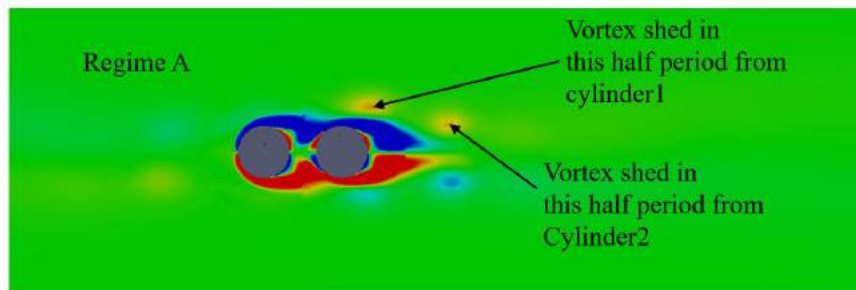 Vortex shed in
this half period from
cylinder1
Regime A
Vortex shed in
this half period from
Cylinder2